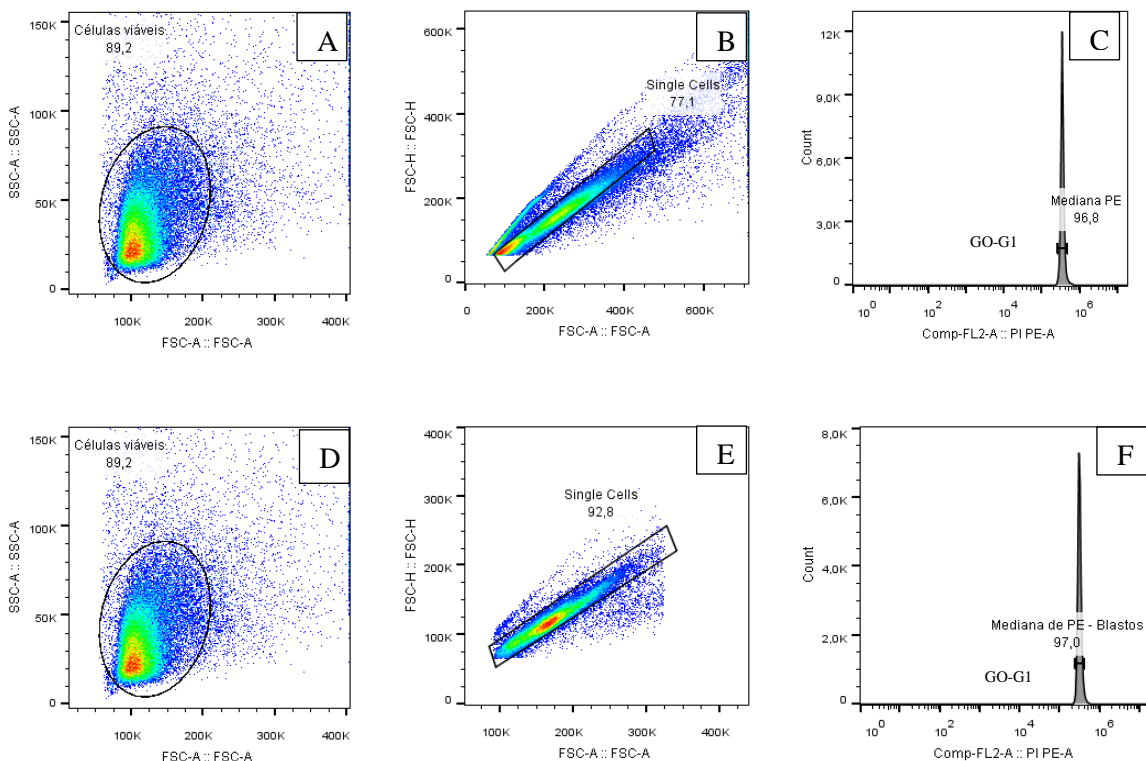 A
Células viáveis
89,2
150K
100K
50K
0
SSC-A :: SSC-A
100K 200K 300K 400K
FSC-A :: FSC-A
B
Single Cells
77,1
600K
400K
200K
0
FSC-H :: FSC-H
0 200K 400K 600K
FSC-A :: FSC-A
C
12K
9,0K
6,0K
3,0K
0
Count
Mediana PE
96,8
GO-G1
10^0 10^2 10^4 10^6
Comp-FL2-A :: PI PE-A
D
Células viáveis
89,2
150K
100K
50K
0
SSC-A :: SSC-A
100K 200K 300K 400K
FSC-A :: FSC-A
E
Single Cells
92,8
400K
300K
200K
100K
0
FSC-H :: FSC-H
100K 200K 300K 400K
FSC-A :: FSC-A
F
8,0K
6,0K
4,0K
2,0K
0
Count
Mediana de PE - Blastos
97,0
GO-G1
10^0 10^2 10^4 10^6
Comp-FL2-A :: PI PE-A